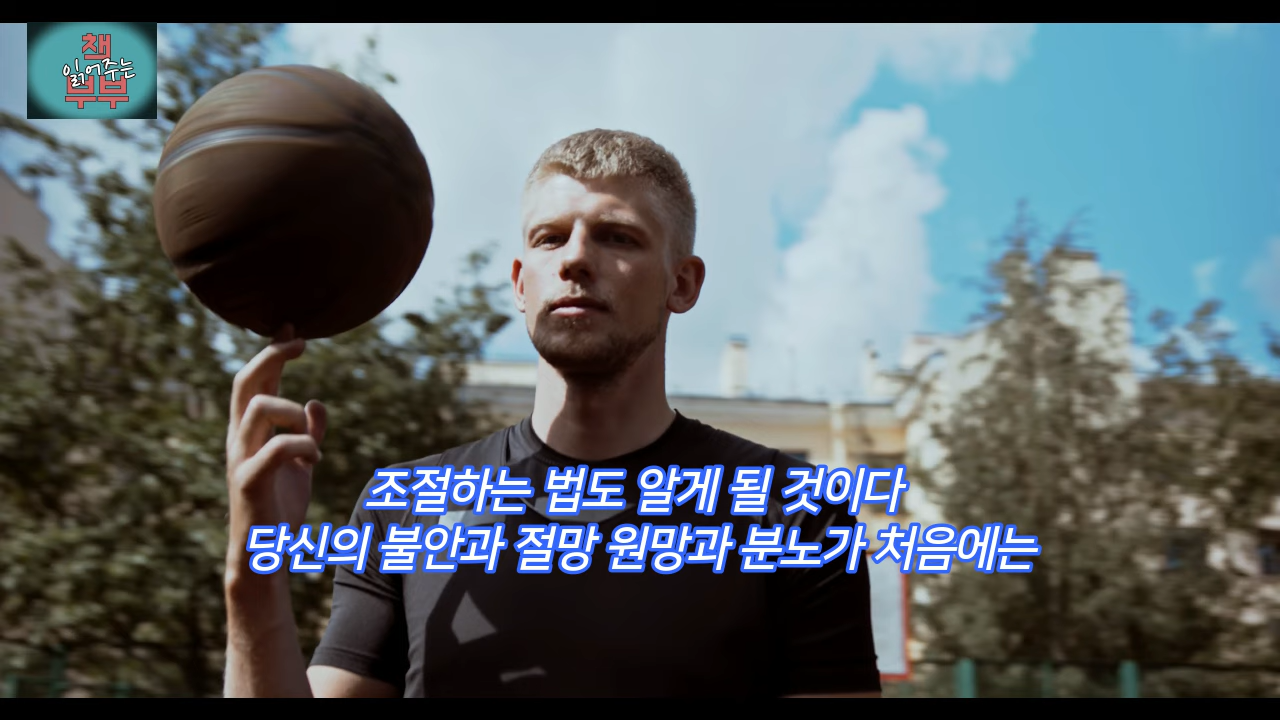 책
읽어주는
부부
조절하는 법도 알게 될 것이다
당신의 불안과 절망 원망과 분노가 처음에는